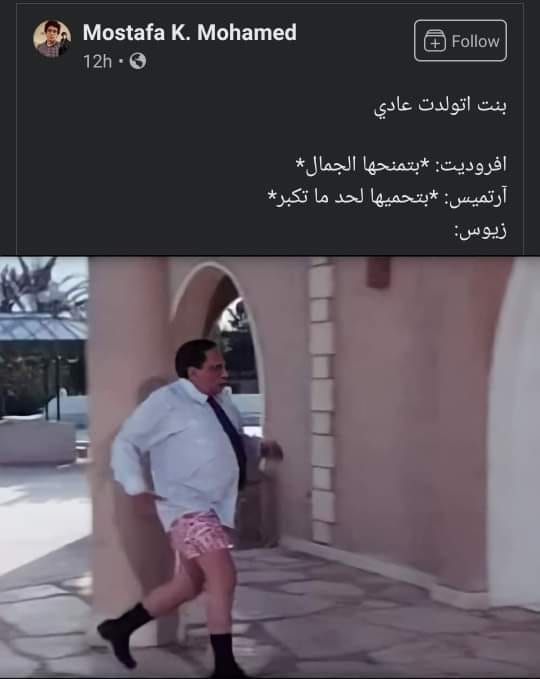 Mostafa K. Mohamed
Follow
12h
بنت اتولدت عادي
افروديت: *بتمنحها الجمال*
آرتميس: *بتحميها لحد ما تكبر*
زيوس: